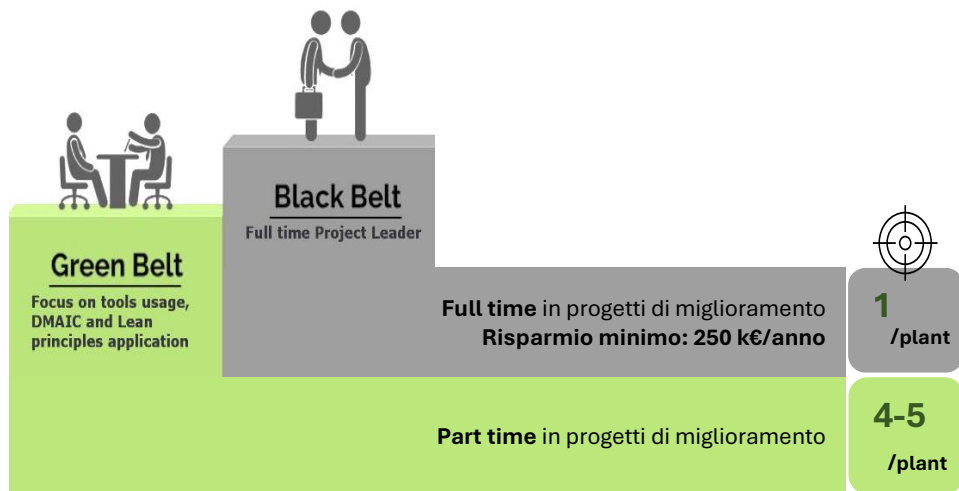 Black Belt
Full time Project Leader
Green Belt
Focus on tools usage,
DMAIC and Lean
principles application
Full time in progetti di miglioramento
Risparmio minimo: 250 k€/anno
1
/plant
Part time in progetti di miglioramento
4-5
/plant